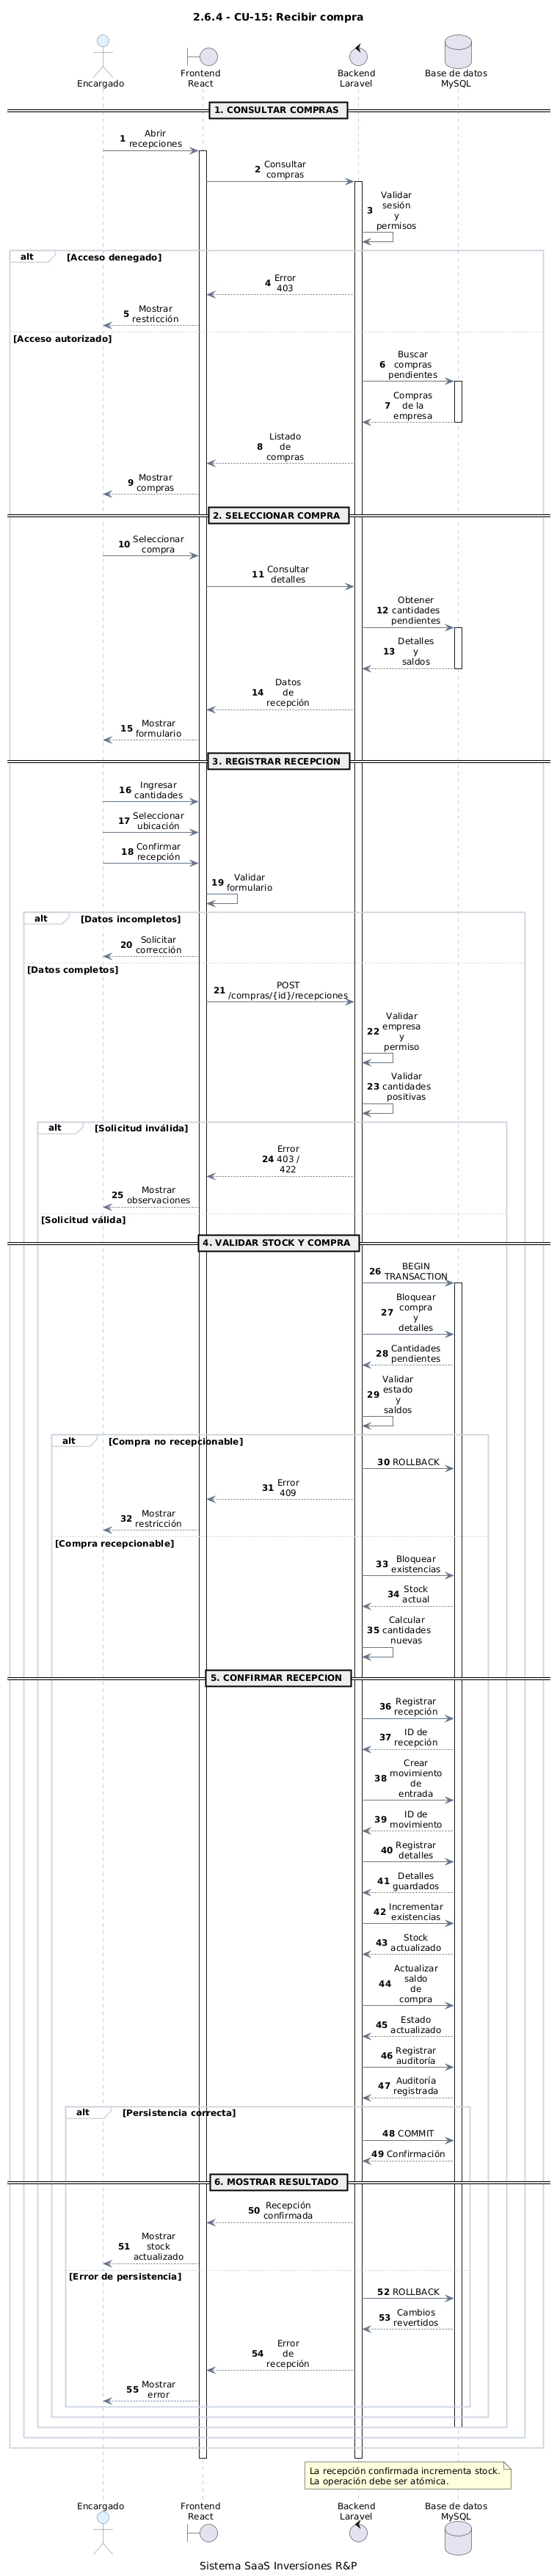 2.6.4 - CU-15: Recibir compra
Encargado
Frontend
React
Backend
Laravel
Base de datos
MySQL
1. CONSULTAR COMPRAS
1 Abrir
recepciones
2 Consultar
compras
3 Validar
sesión
y
permisos
alt [Acceso denegado]
4 Error
403
5 Mostrar
restricción
[Acceso autorizado]
6 Buscar
compras
pendientes
7 Compras
de la
empresa
8 Listado
de
compras
9 Mostrar
compras
2. SELECCIONAR COMPRA
10 Seleccionar
compra
11 Consultar
detalles
12 Obtener
cantidades
pendientes
13 Detalles
y
saldos
14 Datos
de
recepción
15 Mostrar
formulario
3. REGISTRAR RECEPCION
16 Ingresar
cantidades
17 Seleccionar
ubicación
18 Confirmar
recepción
19 Validar
formulario
alt [Datos incompletos]
20 Solicitar
corrección
[Datos completos]
21 POST
/compras/{id}/recepciones
22 Validar
empresa
y
permiso
23 Validar
cantidades
positivas
alt [Solicitud inválida]
24 Error
403 /
422
25 Mostrar
observaciones
[Solicitud válida]
4. VALIDAR STOCK Y COMPRA
26 BEGIN
TRANSACTION
27 Bloquear
compra
y
detalles
28 Cantidades
pendientes
29 Validar
estado
y
saldos
alt [Compra no recepcionable]
30 ROLLBACK
31 Error
409
32 Mostrar
restricción
[Compra recepcionable]
33 Bloquear
existencias
34 Stock
actual
35 Calcular
cantidades
nuevas
5. CONFIRMAR RECEPCION
36 Registrar
recepción
37 ID de
recepción
38 Crear
movimiento
de
entrada
39 ID de
movimiento
40 Registrar
detalles
41 Detalles
guardados
42 Incrementar
existencias
43 Stock
actualizado
44 Actualizar
saldo
de
compra
45 Estado
actualizado
46 Registrar
auditoría
47 Auditoría
registrada
alt [Persistencia correcta]
48 COMMIT
49 Confirmación
6. MOSTRAR RESULTADO
50 Recepción
confirmada
51 Mostrar
stock
actualizado
[Error de persistencia]
52 ROLLBACK
53 Cambios
revertidos
54 Error
de
recepción
55 Mostrar
error
La recepción confirmada incrementa stock.
La operación debe ser atómica.
Encargado
Frontend
React
Backend
Laravel
Base de datos
MySQL
Sistema SaaS Inversiones R&P